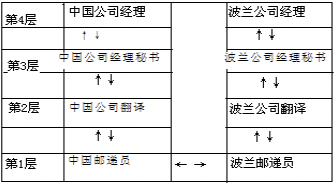 第4层 中国公司经理 波兰公司经理
↑ ↓ ↑ ↓
第3层 中国公司经理秘书 波兰公司经理秘书
↑ ↓ ↑ ↓
第2层 中国公司翻译 波兰公司翻译
↑ ↓ ↑ ↓
第1层 中国邮递员 ← → 波兰邮递员